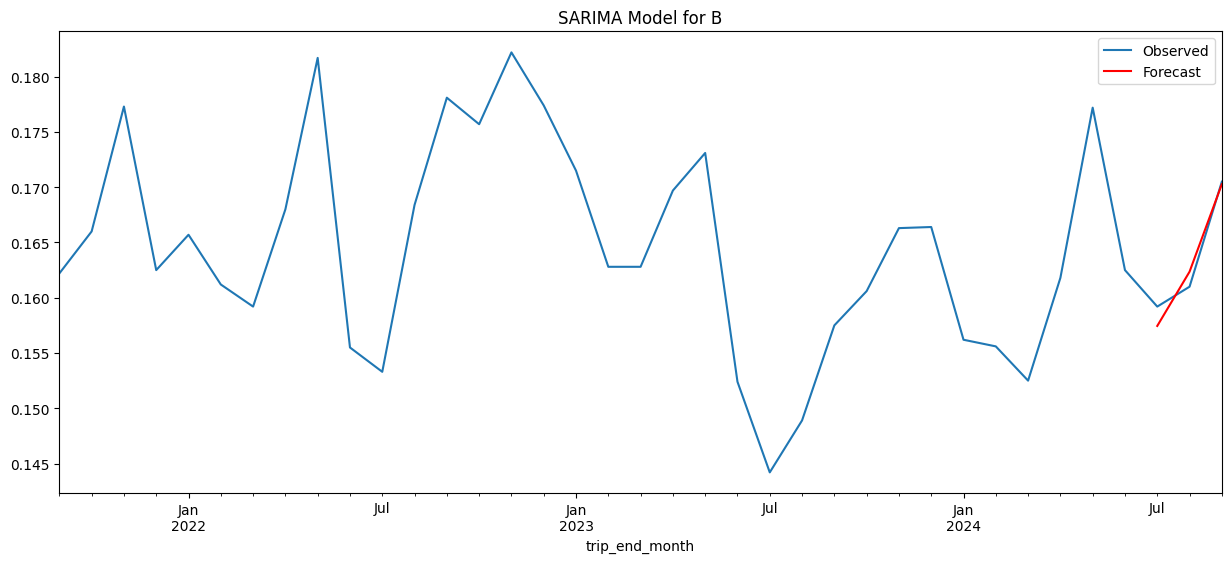 SARIMA Model for B
Observed
Forecast
0.180
0.175
0.170
0.165
0.160
0.155
0.150
0.145
Jan
2022
Jul
Jan
2023
Jul
Jan
2024
Jul
trip_end_month